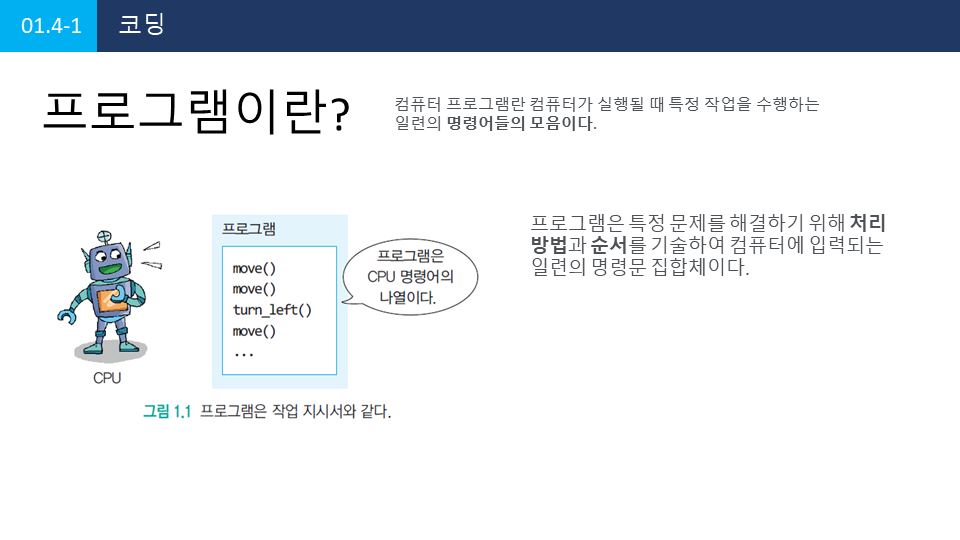 01.4-1 코딩
프로그램이란?
컴퓨터 프로그램란 컴퓨터가 실행될 때 특정 작업을 수행하는
일련의 명령어들의 모음이다.
프로그램
move()
move()
turn_left()
move()
...
프로그램은
CPU 명령어의
나열이다.
CPU
그림 1.1 프로그램은 작업 지시서와 같다.
프로그램은 특정 문제를 해결하기 위해 처리
방법과 순서를 기술하여 컴퓨터에 입력되는
일련의 명령문 집합체이다.